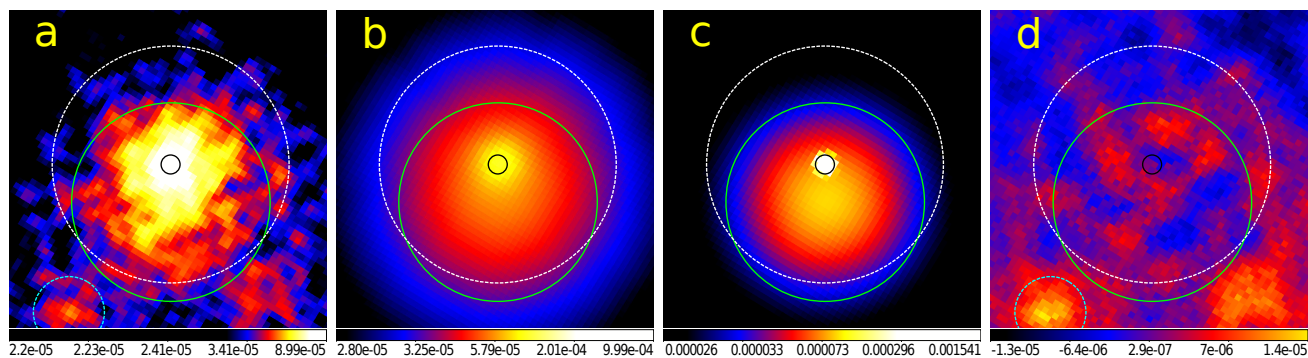 a
b
c
d
2.2e-05 2.23e-05 2.41e-05 3.41e-05 8.99e-05
2.80e-05 3.25e-05 5.79e-05 2.01e-04 9.99e-04
0.000026 0.000033 0.000073 0.000296 0.001541
-1.3e-05 -6.4e-06 2.9e-07 7e-06 1.4e-05